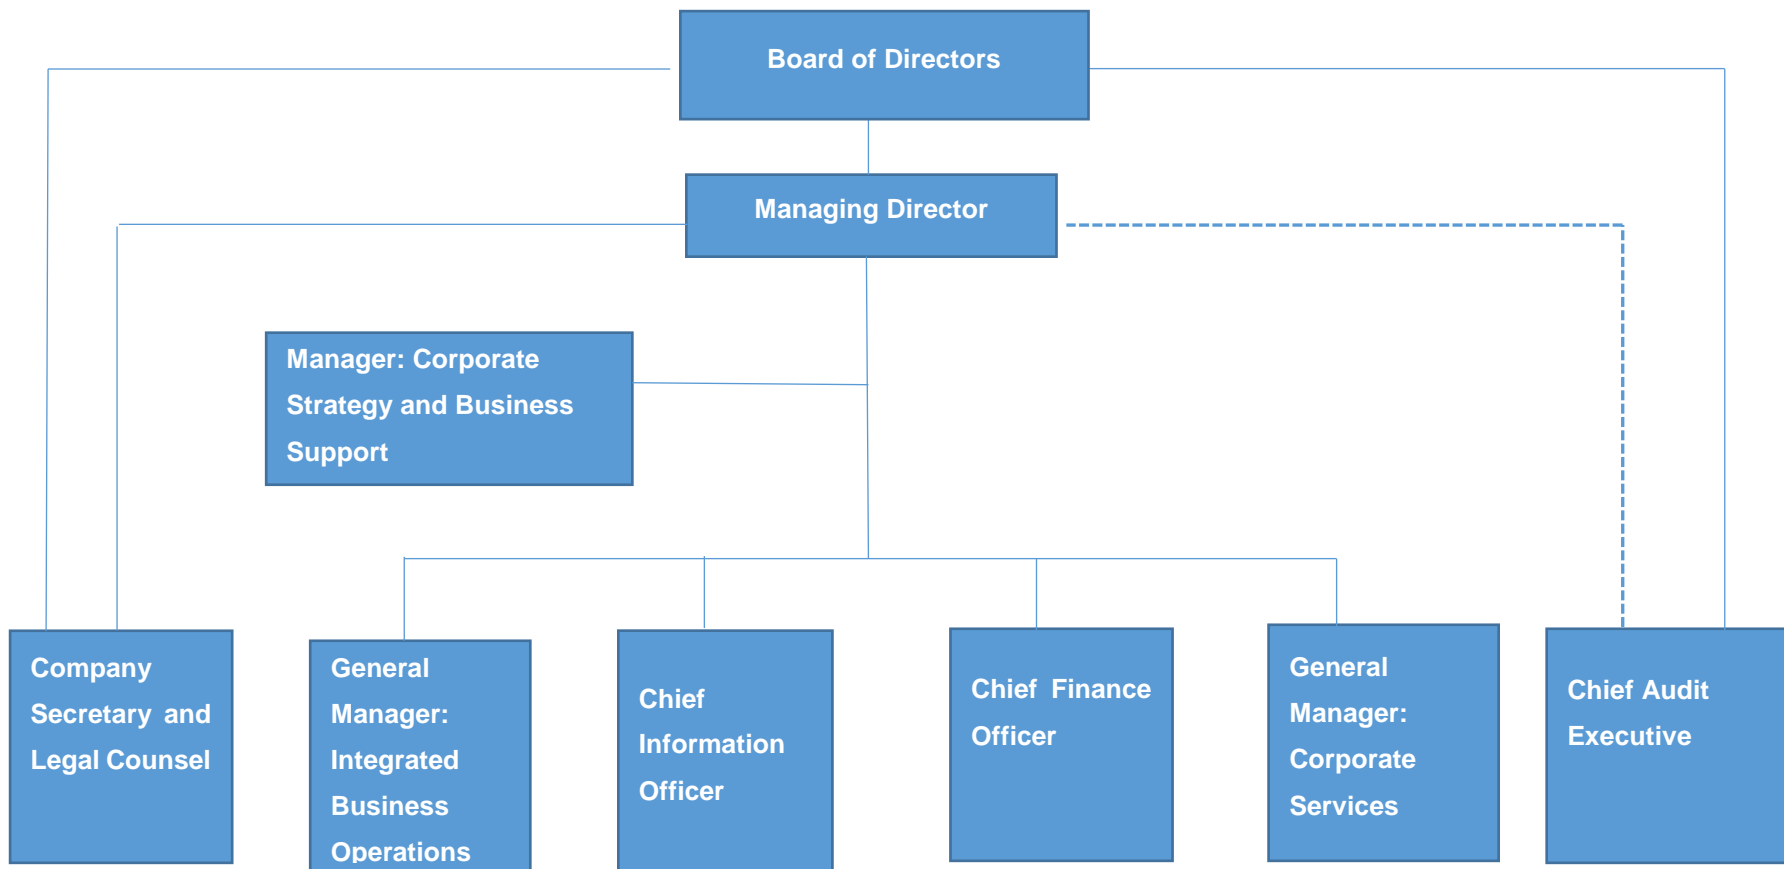 Board of Directors
Managing Director
Manager: Corporate
Strategy and Business
Support
Company
Secretary and
Legal Counsel
General
Manager:
Integrated
Business
Operations
Chief
Information
Officer
Chief Finance
Officer
General
Manager:
Corporate
Services
Chief Audit
Executive